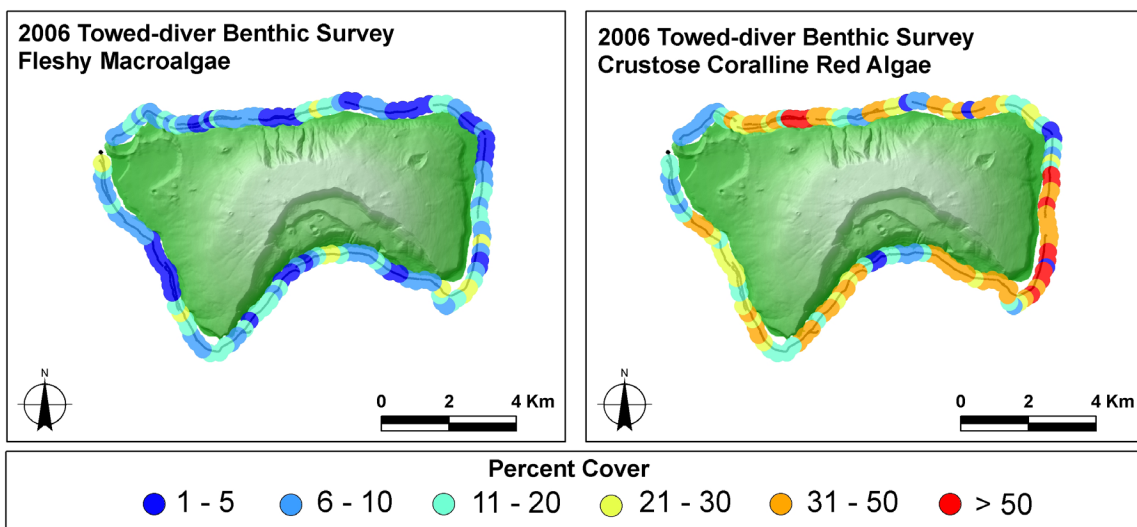 2006 Towed-diver Benthic Survey
Fleshy Macroalgae
N
0 2 4 Km
2006 Towed-diver Benthic Survey
Crustose Coralline Red Algae
N
0 2 4 Km
Percent Cover
1 - 5 6 - 10 11 - 20 21 - 30 31 - 50 > 50